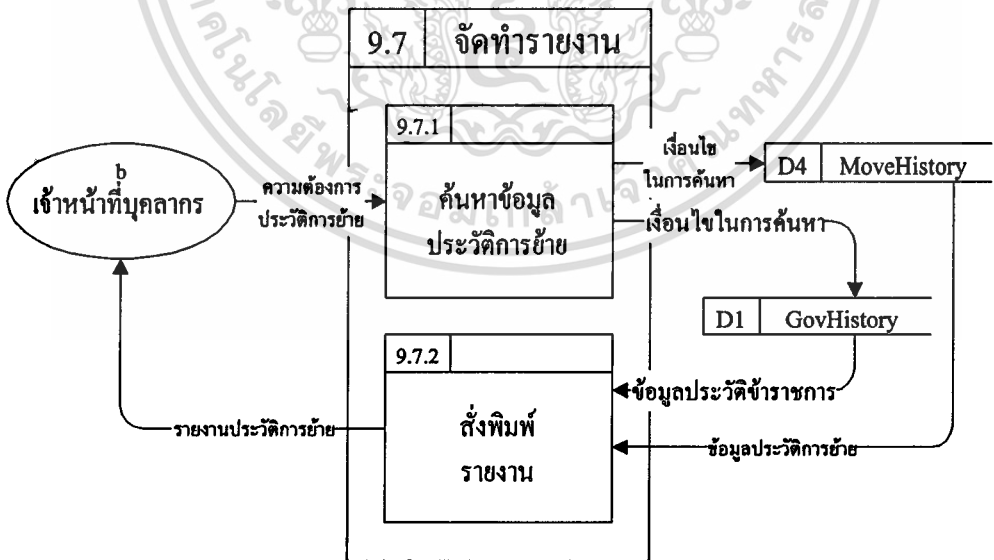 9.7 จัดทำรายงาน
9.7.1
ค้นหาข้อมูล
ประวัติการย้าย
b
เจ้าหน้าที่บุคลากร
ความต้องการ
ประวัติการย้าย
เงื่อนไข
ในการค้นหา
D4 MoveHistory
เงื่อนไขในการค้นหา
D1 GovHistory
9.7.2
สั่งพิมพ์
รายงาน
ข้อมูลประวัติข้าราชการ
รายงานประวัติการย้าย
ข้อมูลประวัติการย้าย